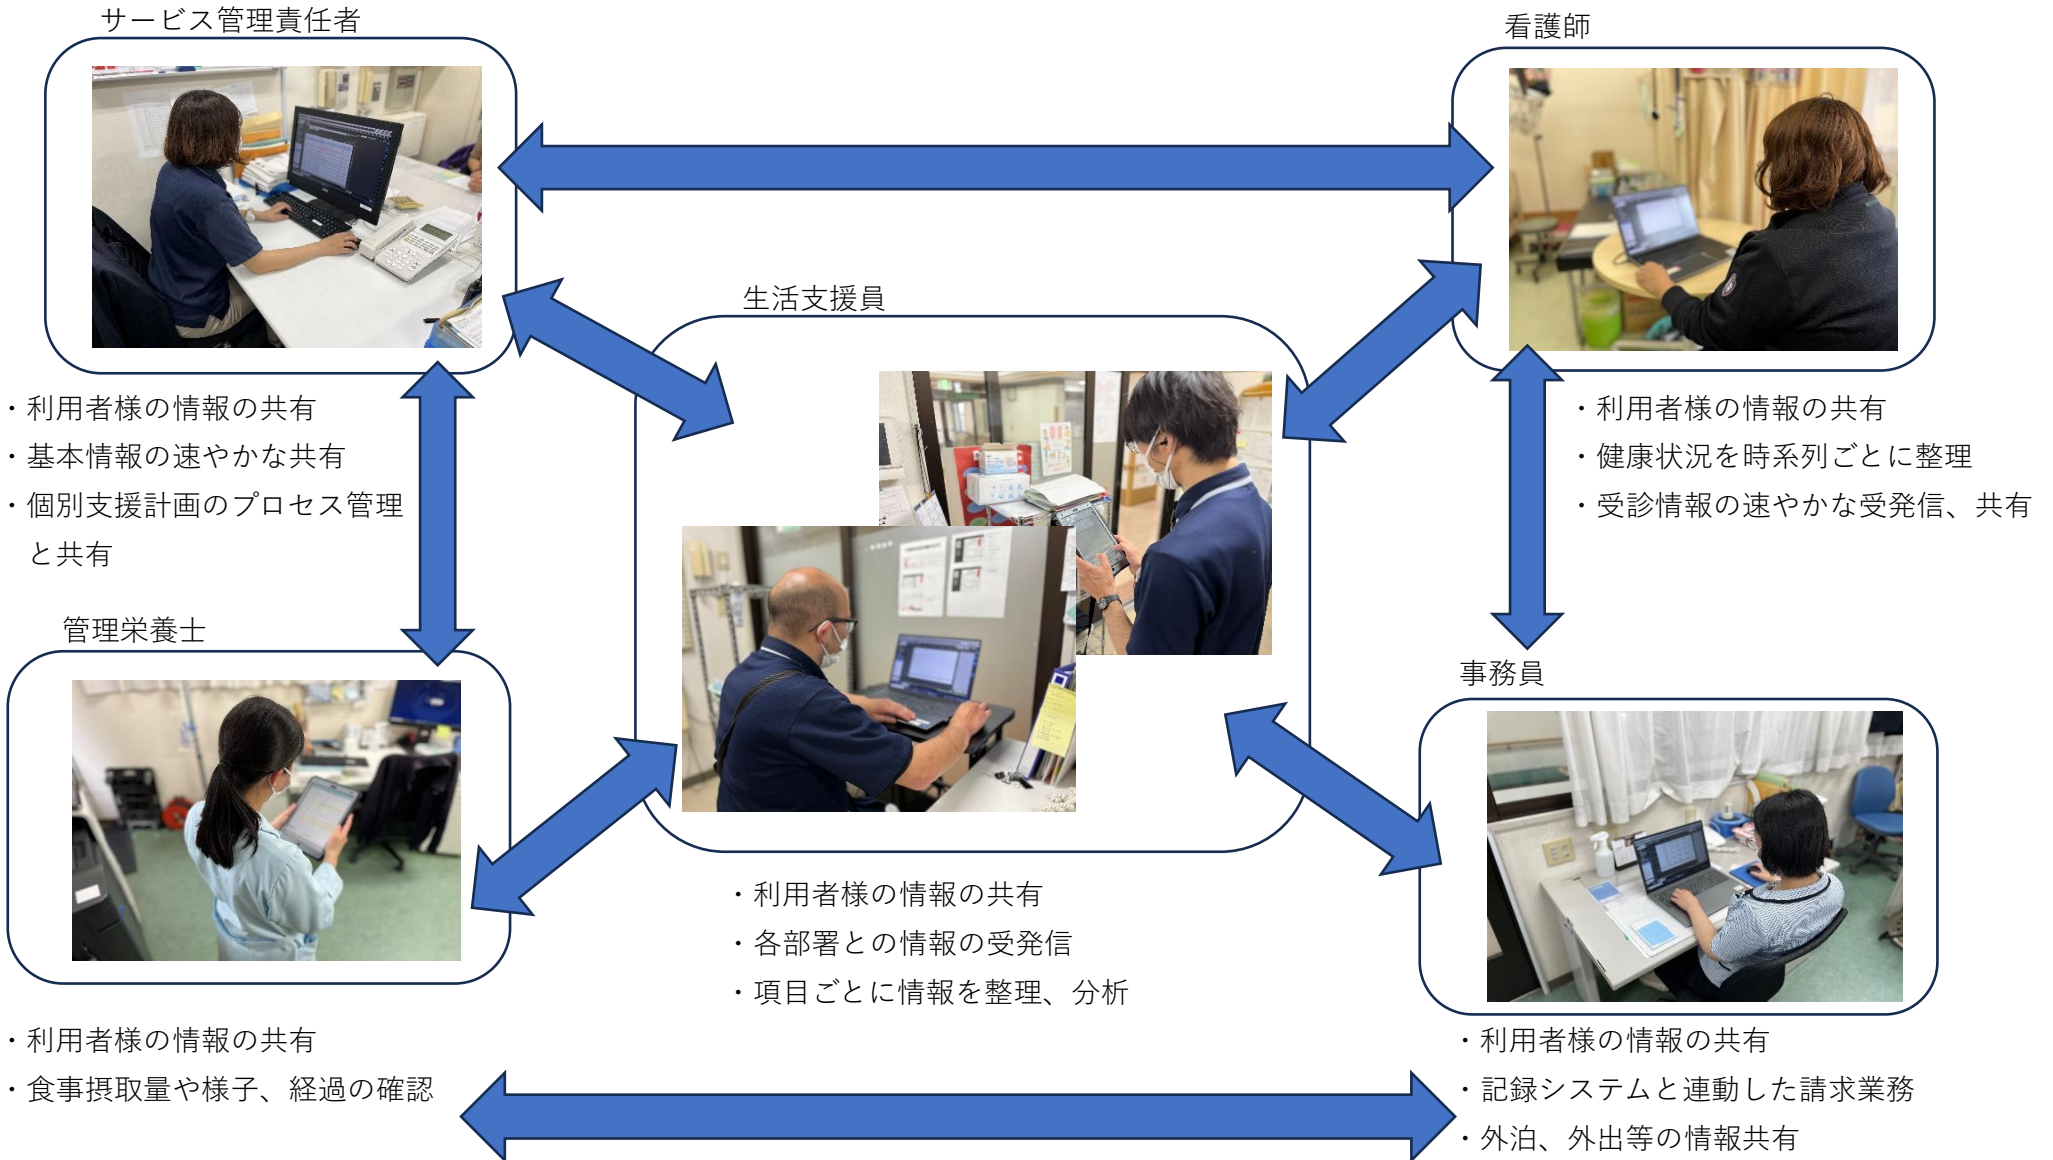 サービス管理責任者
・利用者様の情報の共有
・基本情報の速やかな共有
・個別支援計画のプロセス管理
と共有
看護師
・利用者様の情報の共有
・健康状況を時系列ごとに整理
・受診情報の速やかな受発信、共有
生活支援員
・利用者様の情報の共有
・各部署との情報の受発信
・項目ごとに情報を整理、分析
管理栄養士
・利用者様の情報の共有
・食事摂取量や様子、経過の確認
事務員
・利用者様の情報の共有
・記録システムと連動した請求業務
・外泊、外出等の情報共有